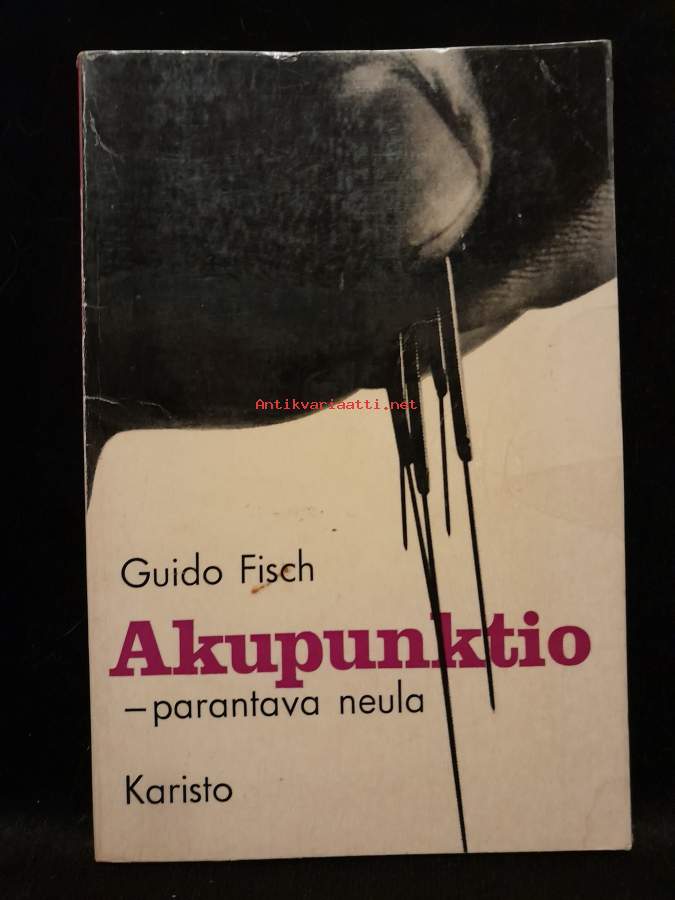 Antikvariaatti.net
Guido Fisch
Akupunktio
–parantava neula
Karisto